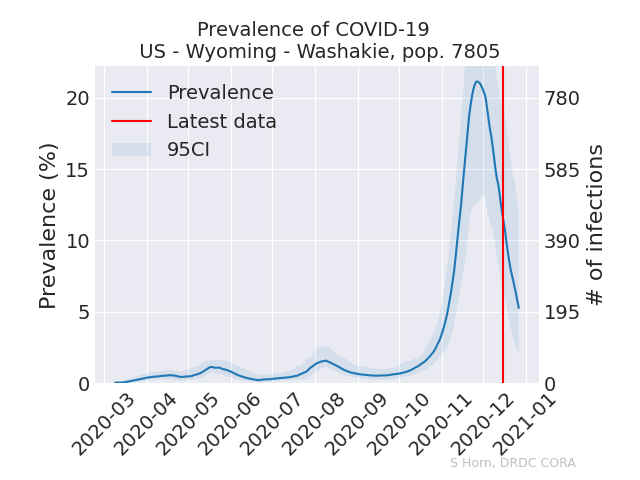 Prevalence of COVID-19
US - Wyoming - Washakie, pop. 7805
Prevalence
Latest data
95CI
Prevalence (%)
20
15
10
5
0
780
585
390
195
0
# of infections
2020-03
2020-04
2020-05
2020-06
2020-07
2020-08
2020-09
2020-10
2020-11
2020-12
2021-01
S Horn, DRDC CORA